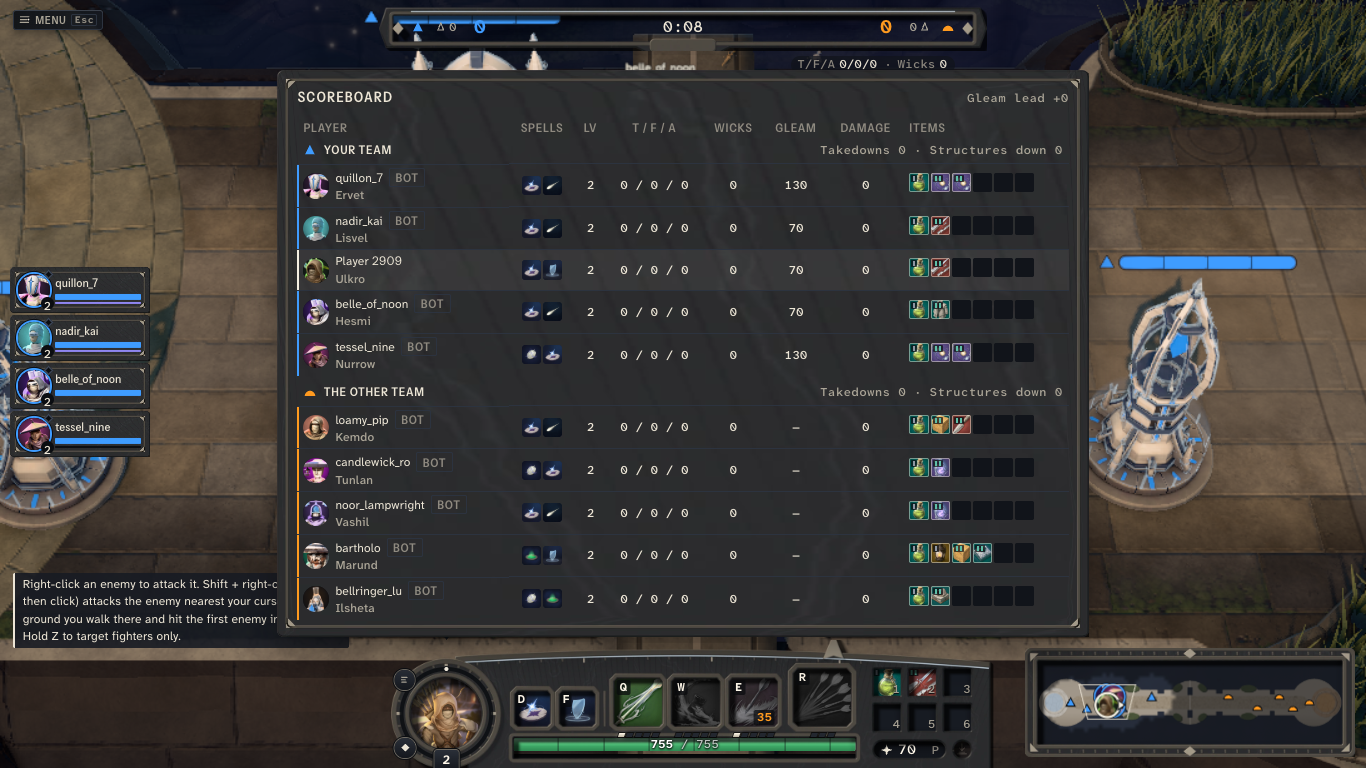 MENU Esc
0 0 0:08 0 0
belle_of_noon
T/F/A 0/0/0 · Wicks 0
SCOREBOARD
Gleam lead +0
PLAYER SPELLS LV T / F / A WICKS GLEAM DAMAGE ITEMS
YOUR TEAM Takedowns 0 · Structures down 0
quillon_7 BOT
Ervet
2 0 / 0 / 0 0 130 0
nadir_kai BOT
Lisvel
2 0 / 0 / 0 0 70 0
Player 2909
Ulkro
2 0 / 0 / 0 0 70 0
belle_of_noon BOT
Hesmi
2 0 / 0 / 0 0 70 0
tessel_nine BOT
Nurrow
2 0 / 0 / 0 0 130 0
THE OTHER TEAM Takedowns 0 · Structures down 0
loamy_pip BOT
Kemdo
2 0 / 0 / 0 0 – 0
candlewick_ro BOT
Tunlan
2 0 / 0 / 0 0 – 0
noor_lampwright BOT
Vashil
2 0 / 0 / 0 0 – 0
bartholo BOT
Marund
2 0 / 0 / 0 0 – 0
bellringer_lu BOT
Ilsheta
2 0 / 0 / 0 0 – 0
quillon_7
2
nadir_kai
2
belle_of_noon
2
tessel_nine
2
Right-click an enemy to attack it. Shift + right-c
then click) attacks the enemy nearest your curs
ground you walk there and hit the first enemy in
Hold Z to target fighters only.
D F Q W E R
35
1 2 3
4 5 6
755 / 755
2
70 P